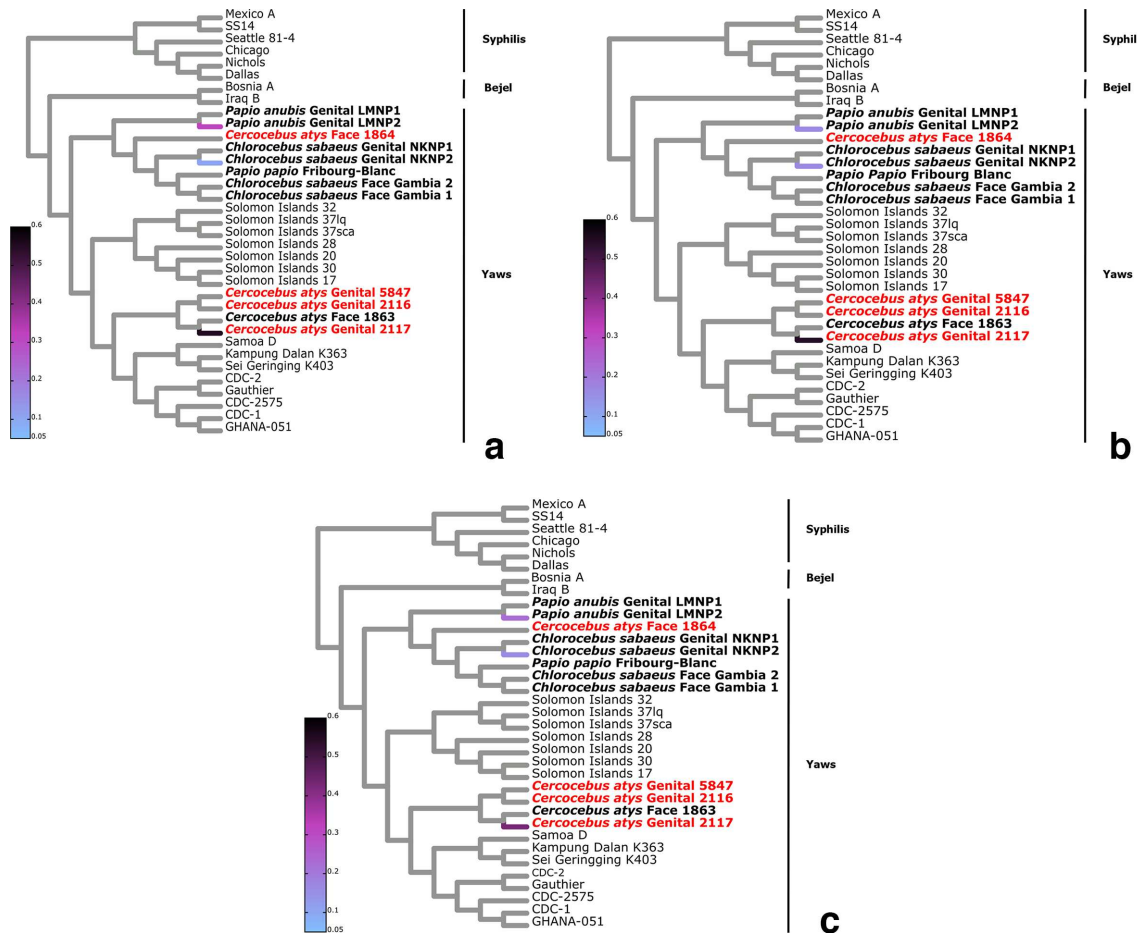 Mexico A
SS14
Seattle 81-4
Chicago
Nichols
Dallas
Bosnia A
Iraq B
Papio anubis Genital LMNP1
Papio anubis Genital LMNP2
Cercocebus atys Face 1864
Chlorocebus sabaeus Genital NKNP1
Chlorocebus sabaeus Genital NKNP2
Papio papio Fribourg-Blanc
Chlorocebus sabaeus Face Gambia 2
Chlorocebus sabaeus Face Gambia 1
Solomon Islands 32
Solomon Islands 37lq
Solomon Islands 37sca
Solomon Islands 28
Solomon Islands 20
Solomon Islands 30
Solomon Islands 17
Cercocebus atys Genital 5847
Cercocebus atys Genital 2116
Cercocebus atys Face 1863
Cercocebus atys Genital 2117
Samoa D
Kampung Dalan K363
Sei Geringing K403
CDC-2
Gauthier
CDC-2575
CDC-1
GHANA-051
Syphilis
Bejel
Yaws
0.6
0.5
0.4
0.3
0.2
0.1
0.05
a
Mexico A
SS14
Seattle 81-4
Chicago
Nichols
Dallas
Bosnia A
Iraq B
Papio anubis Genital LMNP1
Papio anubis Genital LMNP2
Cercocebus atys Face 1864
Chlorocebus sabaeus Genital NKNP1
Chlorocebus sabaeus Genital NKNP2
Papio Papio Fribourg Blanc
Chlorocebus sabaeus Face Gambia 2
Chlorocebus sabaeus Face Gambia 1
Solomon Islands 32
Solomon Islands 37lq
Solomon Islands 37sca
Solomon Islands 28
Solomon Islands 20
Solomon Islands 30
Solomon Islands 17
Cercocebus atys Genital 5847
Cercocebus atys Genital 2116
Cercocebus atys Face 1863
Cercocebus atys Genital 2117
Samoa D
Kampung Dalan K363
Sei Geringging K403
CDC-2
Gauthier
CDC-2575
CDC-1
GHANA-051
Syphil
Bejel
Yaws
0.6
0.5
0.4
0.3
0.2
0.1
0.05
b
Mexico A
SS14
Seattle 81-4
Chicago
Nichols
Dallas
Bosnia A
Iraq B
Papio anubis Genital LMNP1
Papio anubis Genital LMNP2
Cercocebus atys Face 1864
Chlorocebus sabaeus Genital NKNP1
Chlorocebus sabaeus Genital NKNP2
Papio papio Fribourg-Blanc
Chlorocebus sabaeus Face Gambia 2
Chlorocebus sabaeus Face Gambia 1
Solomon Islands 32
Solomon Islands 37lq
Solomon Islands 37sca
Solomon Islands 28
Solomon Islands 20
Solomon Islands 30
Solomon Islands 17
Cercocebus atys Genital 5847
Cercocebus atys Genital 2116
Cercocebus atys Face 1863
Cercocebus atys Genital 2117
Samoa D
Kampung Dalan K363
Sei Geringging K403
CDC-2
Gauthier
CDC-2575
CDC-1
GHANA-051
Syphilis
Bejel
Yaws
0.6
0.5
0.4
0.3
0.2
0.1
0.05
c